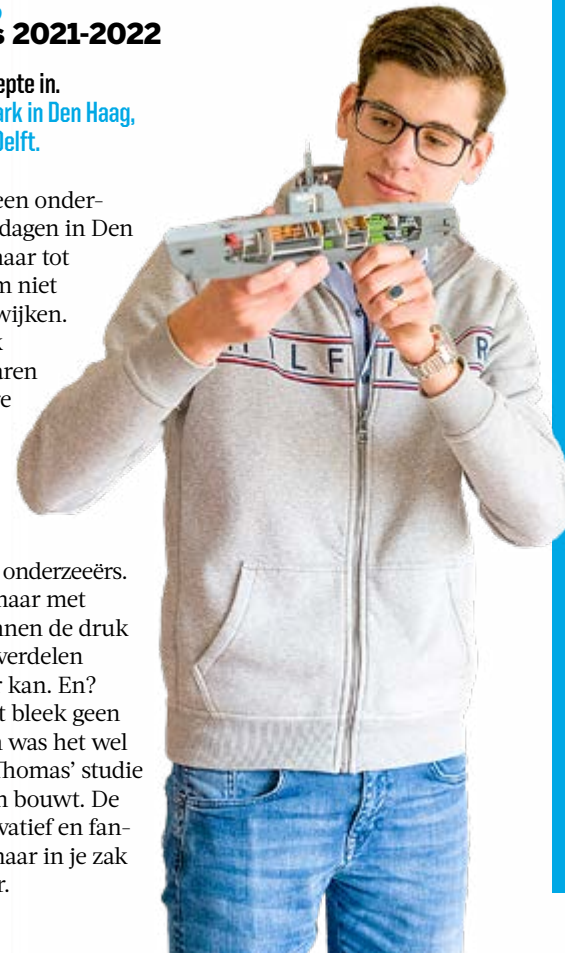 s 2021-2022
epte in.
ark in Den Haag,
Delft.
een onder-
dagen in Den
naar tot
m niet
wijken.
k
aren
re
onderzeeërs.
naar met
nnen de druk
verdelen
r kan. En?
t bleek geen
n was het wel
Thomas’ studie
n bouwt. De
vatief en fan-
naar in je zak
r.
HILFIGER